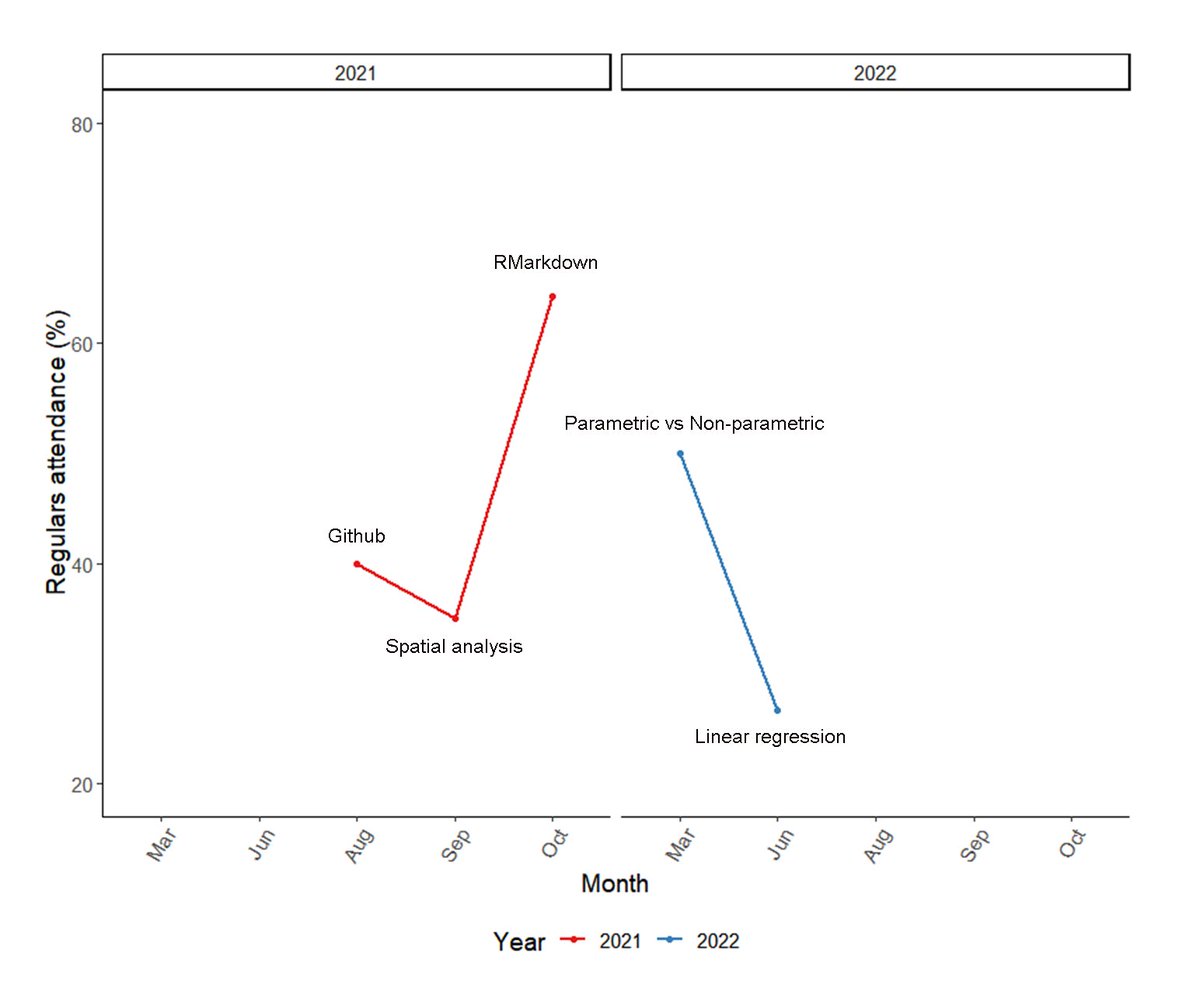 2021
2022
80
60
40
20
Regulars attendance (%)
RMarkdown
Parametric vs Non-parametric
Github
Spatial analysis
Linear regression
Mar
Jun
Aug
Sep
Oct
Mar
Jun
Aug
Sep
Oct
Month
Year 2021 2022